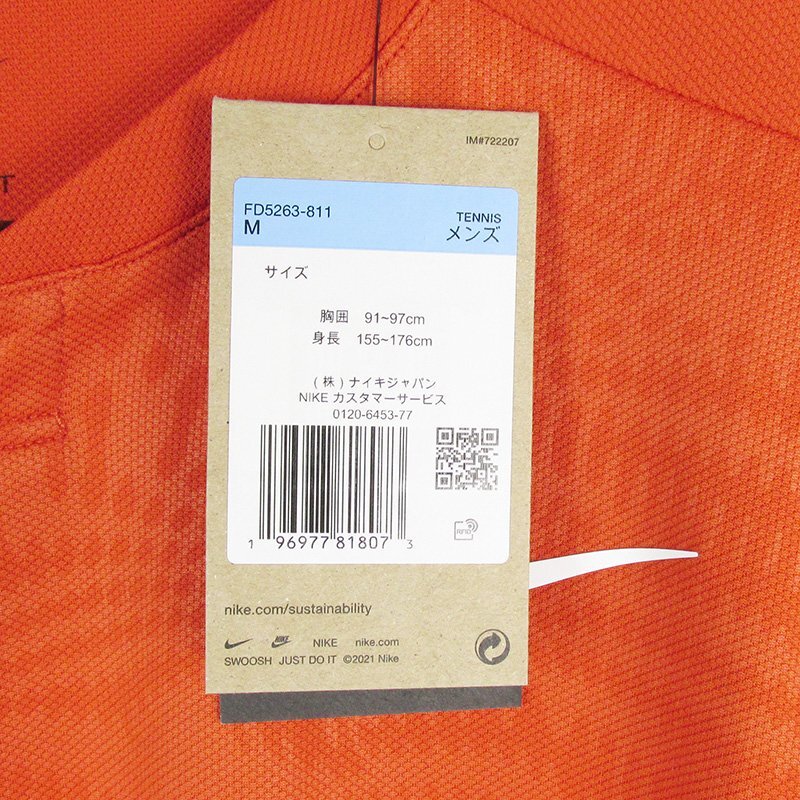 T
IM#722207
FD5263-811
M
TENNIS
メンズ
サイズ
胸囲 91~97cm
身長 155~176cm
(株)ナイキジャパン
NIKE カスタマーサービス
0120-6453-77
1 96977 81807 3
RFID
nike.com/sustainability
NIKE nike.com
SWOOSH JUST DO IT ©2021 Nike